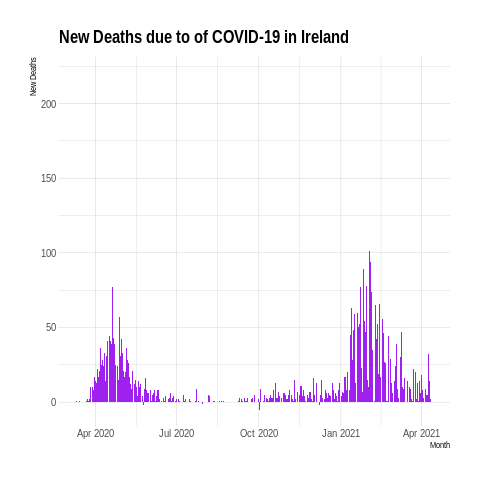 New Deaths due to of COVID-19 in Ireland
New Deaths
200
150
100
50
0
Apr 2020 Jul 2020 Oct 2020 Jan 2021 Apr 2021
Month